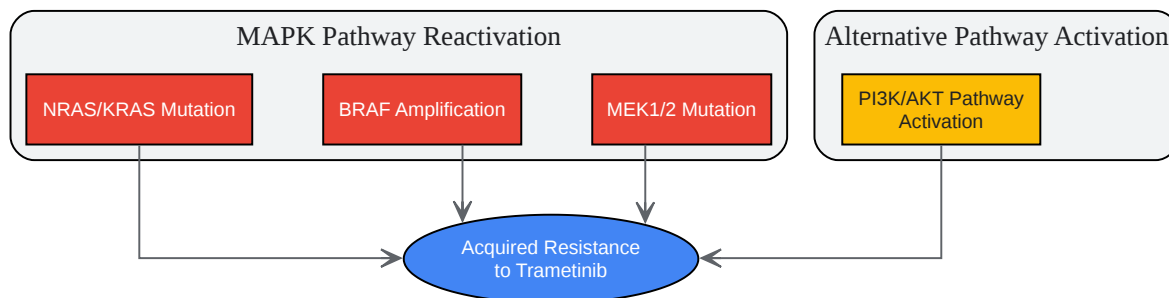 MAPK Pathway Reactivation
Alternative Pathway Activation
NRAS/KRAS Mutation
BRAF Amplification
MEK1/2 Mutation
PI3K/AKT Pathway
Activation
Acquired Resistance
to Trametinib